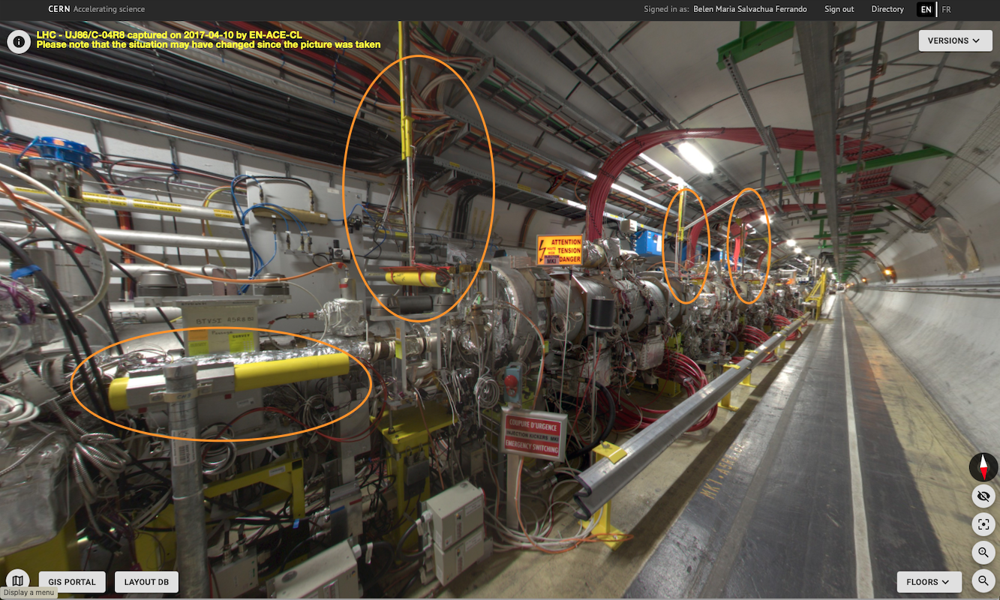 CERN Accelerating science
Signed in as: Belen Maria Salvachua Ferrando Sign out Directory EN FR
LHC - UJ86/C-04R8 captured on 2017-04-10 by EN-ACE-CL
Please note that the situation may have changed since the picture was taken
VERSIONS
ATTENTION
TENSION
DANGER
MKI
BTVSI A5R8
COUPURE D'URGENCE
INJECTION KICKERS MKI
EMERGENCY SWITCHING
MKI.A5R8
GIS PORTAL
LAYOUT DB
Display a menu
FLOORS